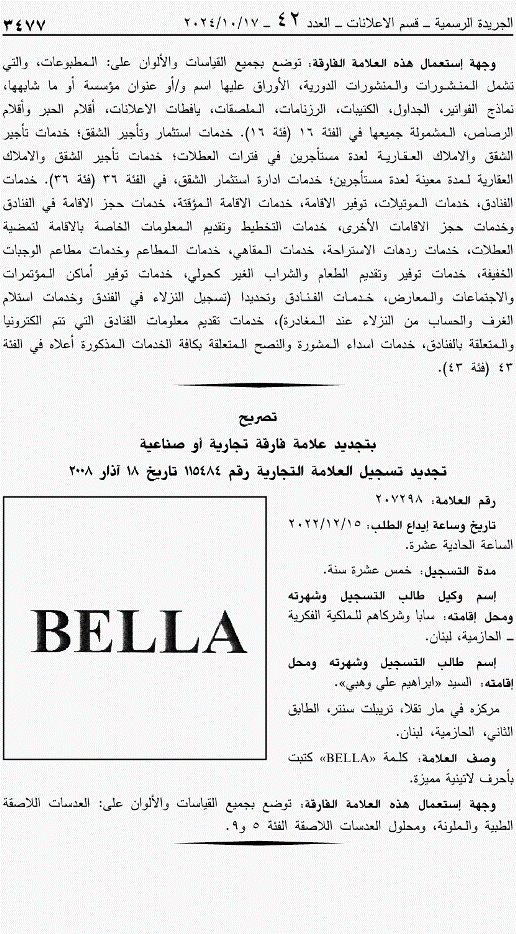 الجريدة الرسمية ـ قسم الاعلانات ـ العدد ٤٢ ـ ٢٠٢٤/١٠/١٧
٣٤٧٧
وجهة إستعمال هذه العلامة الفارقة: توضع بجميع القياسات والألوان على: المطبوعات، والتي
تشمل المنشورات والمنشورات الدورية، الأوراق عليها اسم و/أو عنوان مؤسسة أو ما شابهها،
نماذج الفواتير، الجداول، الكتيبات، الرزنامات، الملصقات، يافطات الاعلانات، أقلام الحبر وأقلام
الرصاص، المشمولة جميعها في الفئة ١٦ (فئة ١٦). خدمات استثمار وتأجير الشقق؛ خدمات تأجير
الشقق والاملاك العقارية لعدة مستأجرين في فترات العطلات؛ خدمات تأجير الشقق والاملاك
العقارية لمدة معينة لعدة مستأجرين؛ خدمات ادارة استثمار الشقق، في الفئة ٣٦ (فئة ٣٦). خدمات
الفنادق، خدمات الموتيلات، توفير الاقامة، خدمات الاقامة المؤقتة، خدمات حجز الاقامة في الفنادق
وخدمات حجز الاقامات الأخرى، خدمات التخطيط وتقديم المعلومات الخاصة بالاقامة لتمضية
العطلات، خدمات ردهات الاستراحة، خدمات المقاهي، خدمات المطاعم وخدمات مطاعم الوجبات
الخفيفة، خدمات توفير وتقديم الطعام والشراب الغير كحولي، خدمات توفير أماكن المؤتمرات
والاجتماعات والمعارض، خدمات الفنادق وتحديدا (تسجيل النزلاء في الفندق وخدمات استلام
الغرف والحساب من النزلاء عند المغادرة)، خدمات تقديم معلومات الفنادق التي تتم الكترونيا
والمتعلقة بالفنادق، خدمات اسداء المشورة والنصح المتعلقة بكافة الخدمات المذكورة أعلاه في الفئة
٤٣ (فئة ٤٣).
تصريح
بتجديد علامة فارقة تجارية أو صناعية
تجديد تسجيل العلامة التجارية رقم ١١٥٤٨٤ تاريخ ١٨ آذار ٢٠٠٨
رقم العلامة: ٢٠٧٢٩٨
تاريخ وساعة إيداع الطلب: ٢٠٢٢/١٢/١٥
الساعة الحادية عشرة.
مدة التسجيل: خمس عشرة سنة.
إسم وكيل طالب التسجيل وشهرته
ومحل إقامته: سابا وشركاهم للملكية الفكرية
ـ الحازمية، لبنان.
إسم طالب التسجيل وشهرته ومحل
إقامته: السيد «ابراهيم علي وهبي».
مركزه في مار تقلا، تريبلت سنتر، الطابق
الثاني، الحازمية، لبنان.
وصف العلامة: كلمة «BELLA» كتبت
بأحرف لاتينية مميزة.
BELLA
وجهة إستعمال هذه العلامة الفارقة: توضع بجميع القياسات والألوان على: العدسات اللاصقة
الطبية والملونة، ومحلول العدسات اللاصقة الفئة ٥ و٩.